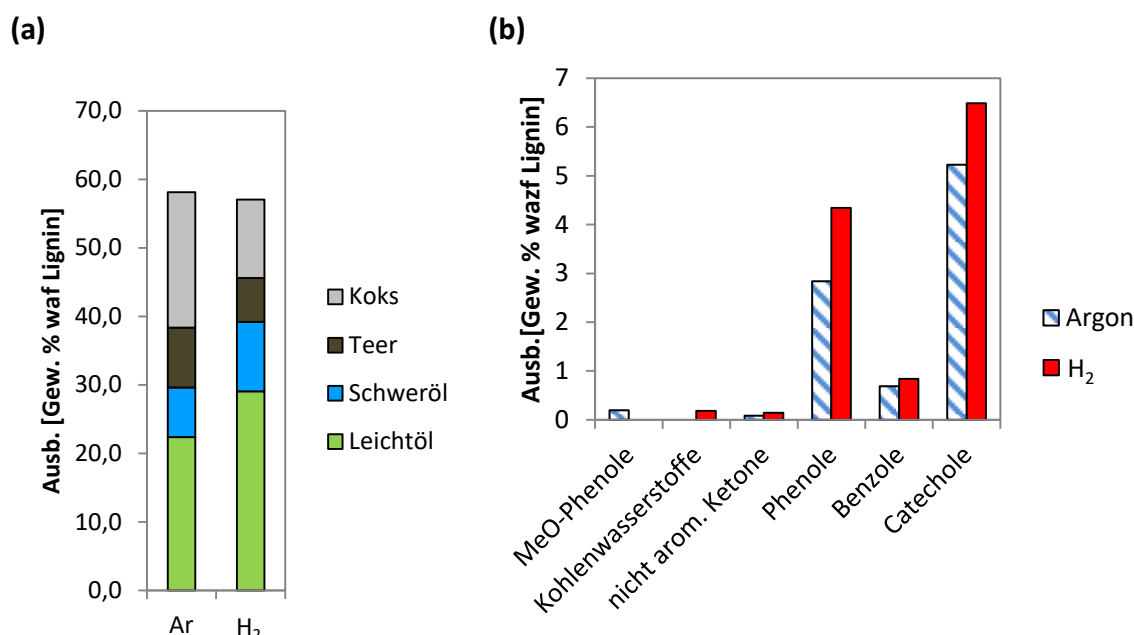 (a)
Ausb. [Gew. % waf Lignin]
70,0
60,0
50,0
40,0
30,0
20,0
10,0
0,0
Ar
H₂
Koks
Teer
Schweröl
Leichtöl
(b)
Ausb.[Gew. % wazf Lignin]
7
6
5
4
3
2
1
0
MeO-Phenole
Kohlenwasserstoffe
nicht arom. Ketone
Phenole
Benzole
Catechole
Argon
H₂